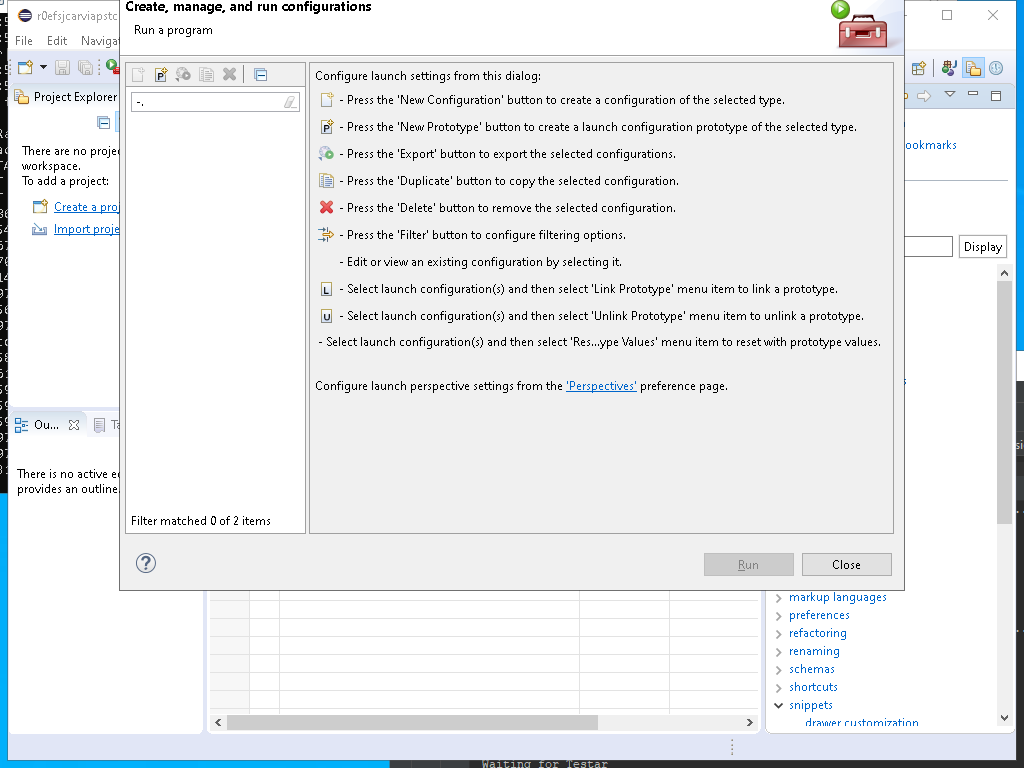 Create, manage, and run configurations
Run a program
r0efsjcarviapstc
File Edit Naviga
Project Explorer
There are no proje
workspace.
To add a project:
Create a proj
Import proje
Ou...
Ta
There is no active e
provides an outline.
-.
Filter matched 0 of 2 items
Configure launch settings from this dialog:
- Press the 'New Configuration' button to create a configuration of the selected type.
- Press the 'New Prototype' button to create a launch configuration prototype of the selected type.
- Press the 'Export' button to export the selected configurations.
- Press the 'Duplicate' button to copy the selected configuration.
- Press the 'Delete' button to remove the selected configuration.
- Press the 'Filter' button to configure filtering options.
- Edit or view an existing configuration by selecting it.
L - Select launch configuration(s) and then select 'Link Prototype' menu item to link a prototype.
U - Select launch configuration(s) and then select 'Unlink Prototype' menu item to unlink a prototype.
- Select launch configuration(s) and then select 'Res...ype Values' menu item to reset with prototype values.
Configure launch perspective settings from the 'Perspectives' preference page.
Run
Close
ookmarks
Display
markup languages
preferences
refactoring
renaming
schemas
shortcuts
snippets
drawer customization
Waiting for Testar